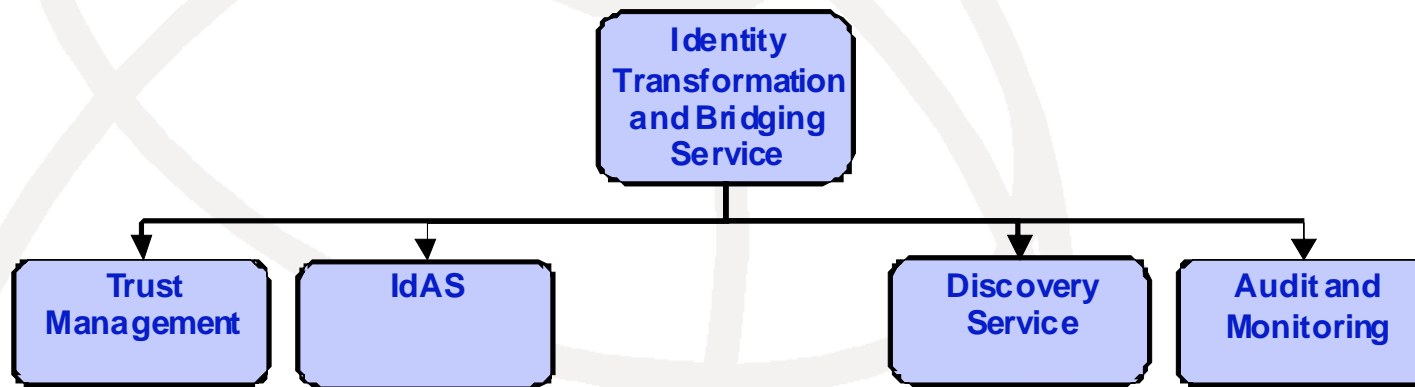 Identity
Transformation
and Bridging
Service
Trust
Management
IdAS
Discovery
Service
Audit and
Monitoring